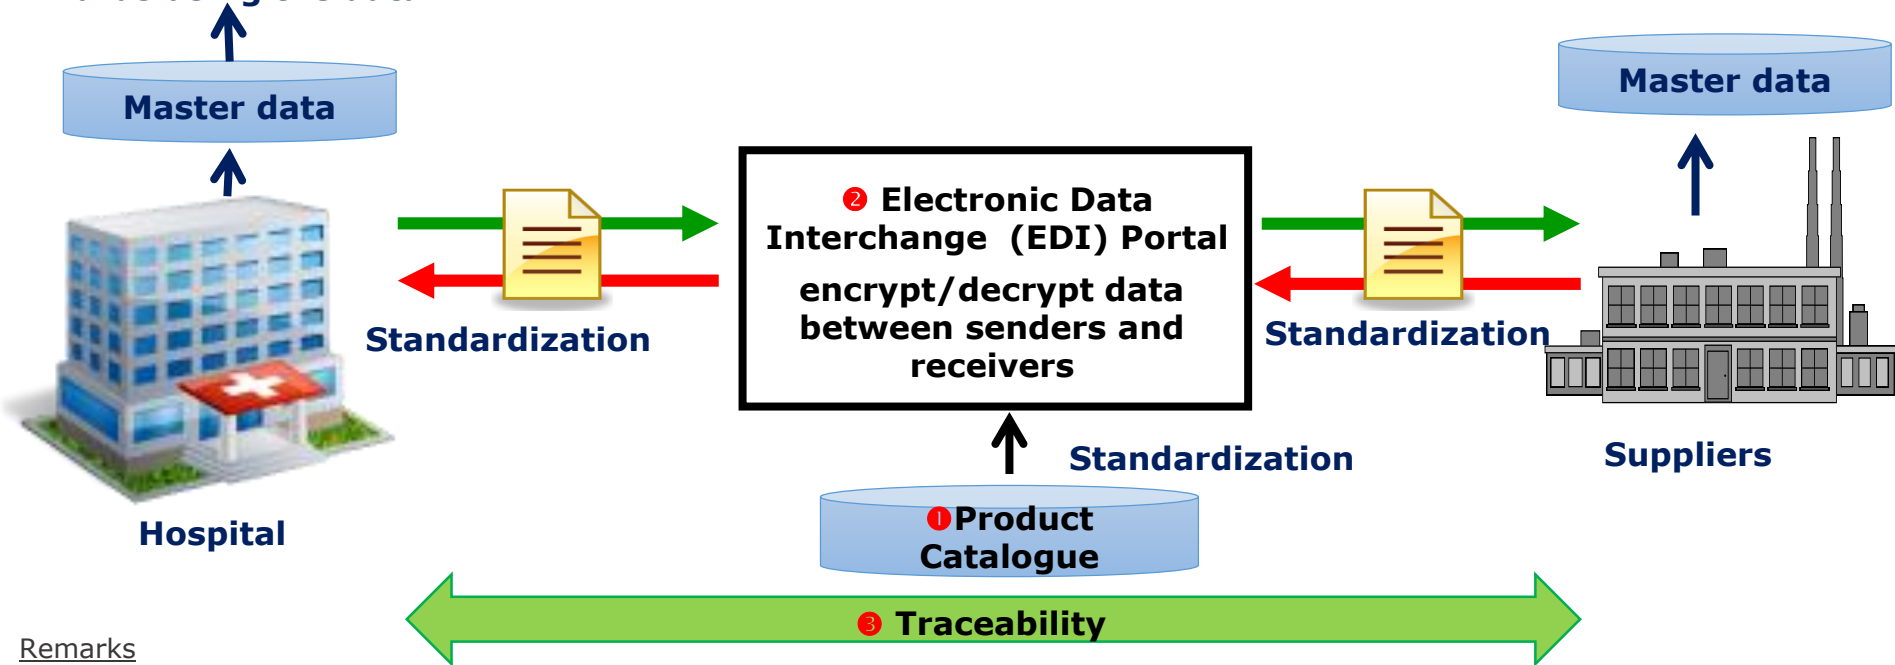 Master data
Master data
❷ Electronic Data
Interchange (EDI) Portal
encrypt/decrypt data
between senders and
receivers
Standardization
Standardization
Standardization
Suppliers
Hospital
❶Product
Catalogue
❸ Traceability
Remarks